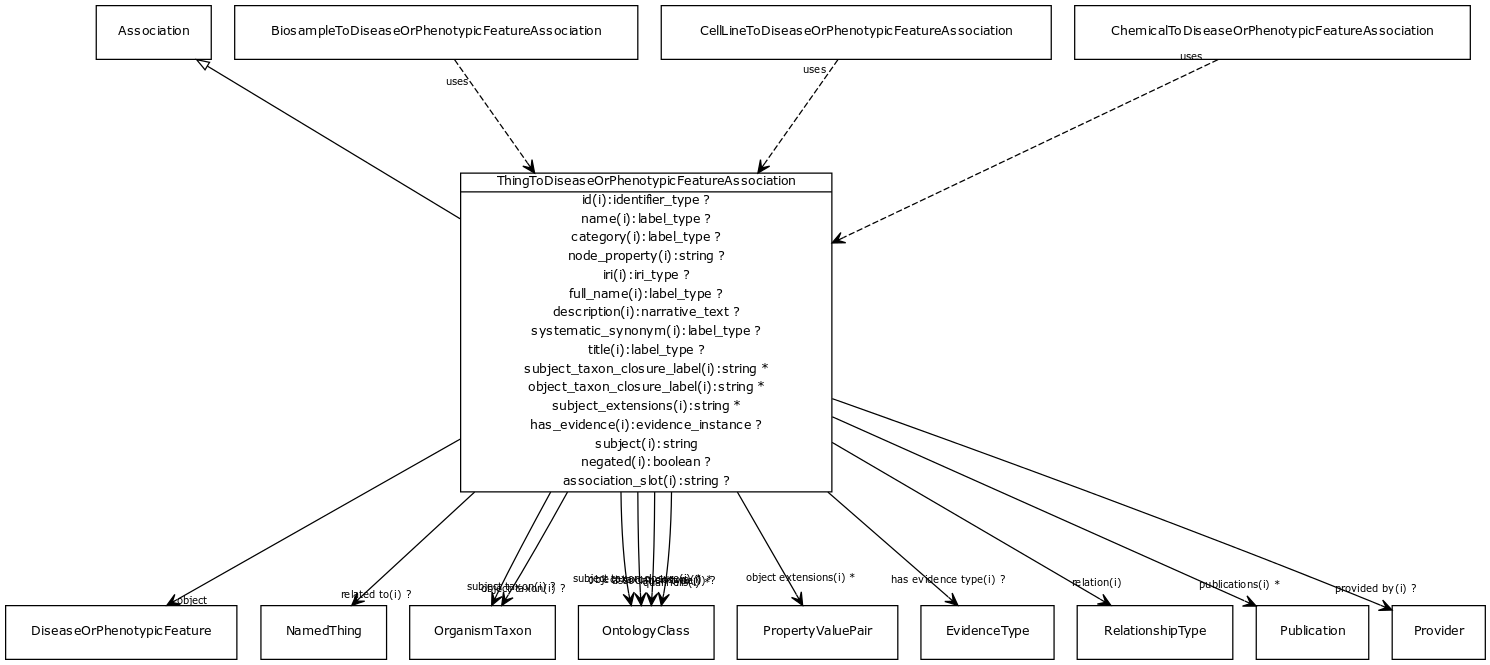 Association
BiosampleToDiseaseOrPhenotypicFeatureAssociation
CellLineToDiseaseOrPhenotypicFeatureAssociation
ChemicalToDiseaseOrPhenotypicFeatureAssociation
uses
uses
uses
ThingToDiseaseOrPhenotypicFeatureAssociation
id(i):identifier_type ?
name(i):label_type ?
category(i):label_type ?
node_property(i):string ?
iri(i):iri_type ?
full_name(i):label_type ?
description(i):narrative_text ?
systematic_synonym(i):label_type ?
title(i):label_type ?
subject_taxon_closure_label(i):string *
object_taxon_closure_label(i):string *
subject_extensions(i):string *
has_evidence(i):evidence_instance ?
subject(i):string
negated(i):boolean ?
association_slot(i):string ?
object
related to(i) ?
subject taxon(i) ?
object taxon(i) ?
subject taxon
object extensions(i) *
has evidence type(i) ?
relation(i)
publications(i) *
provided by(i) ?
DiseaseOrPhenotypicFeature
NamedThing
OrganismTaxon
OntologyClass
PropertyValuePair
EvidenceType
RelationshipType
Publication
Provider